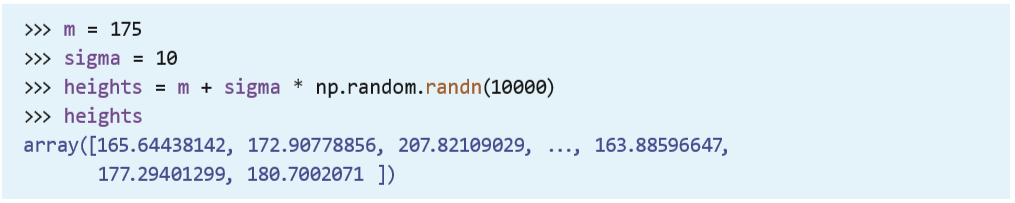 >>> m = 175
>>> sigma = 10
>>> heights = m + sigma * np.random.randn(10000)
>>> heights
array([165.64438142, 172.90778856, 207.82109029, ..., 163.88596647,
       177.29401299, 180.7002071 ])